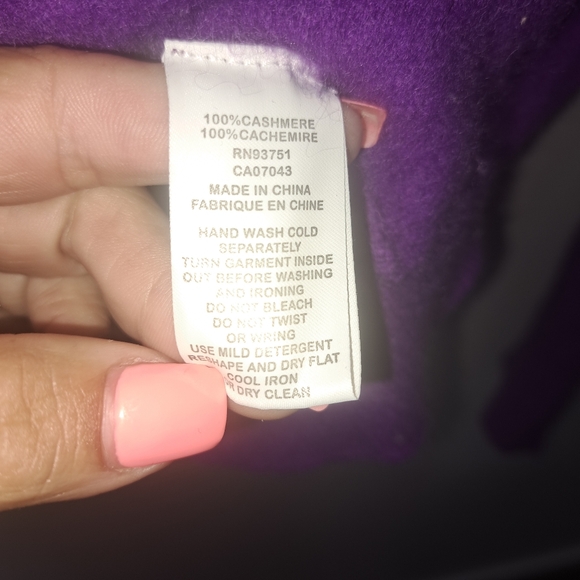 100%CASHMERE
100%CACHEMIRE
RN93751
CA07043
MADE IN CHINA
FABRIQUE EN CHINE
HAND WASH COLD
SEPARATELY
TURN GARMENT INSIDE
OUT BEFORE WASHING
AND IRONING
DO NOT BLEACH
DO NOT TWIST
OR WRING
USE MILD DETERGENT
RESHAPE AND DRY FLAT
COOL IRON
DRY CLEAN